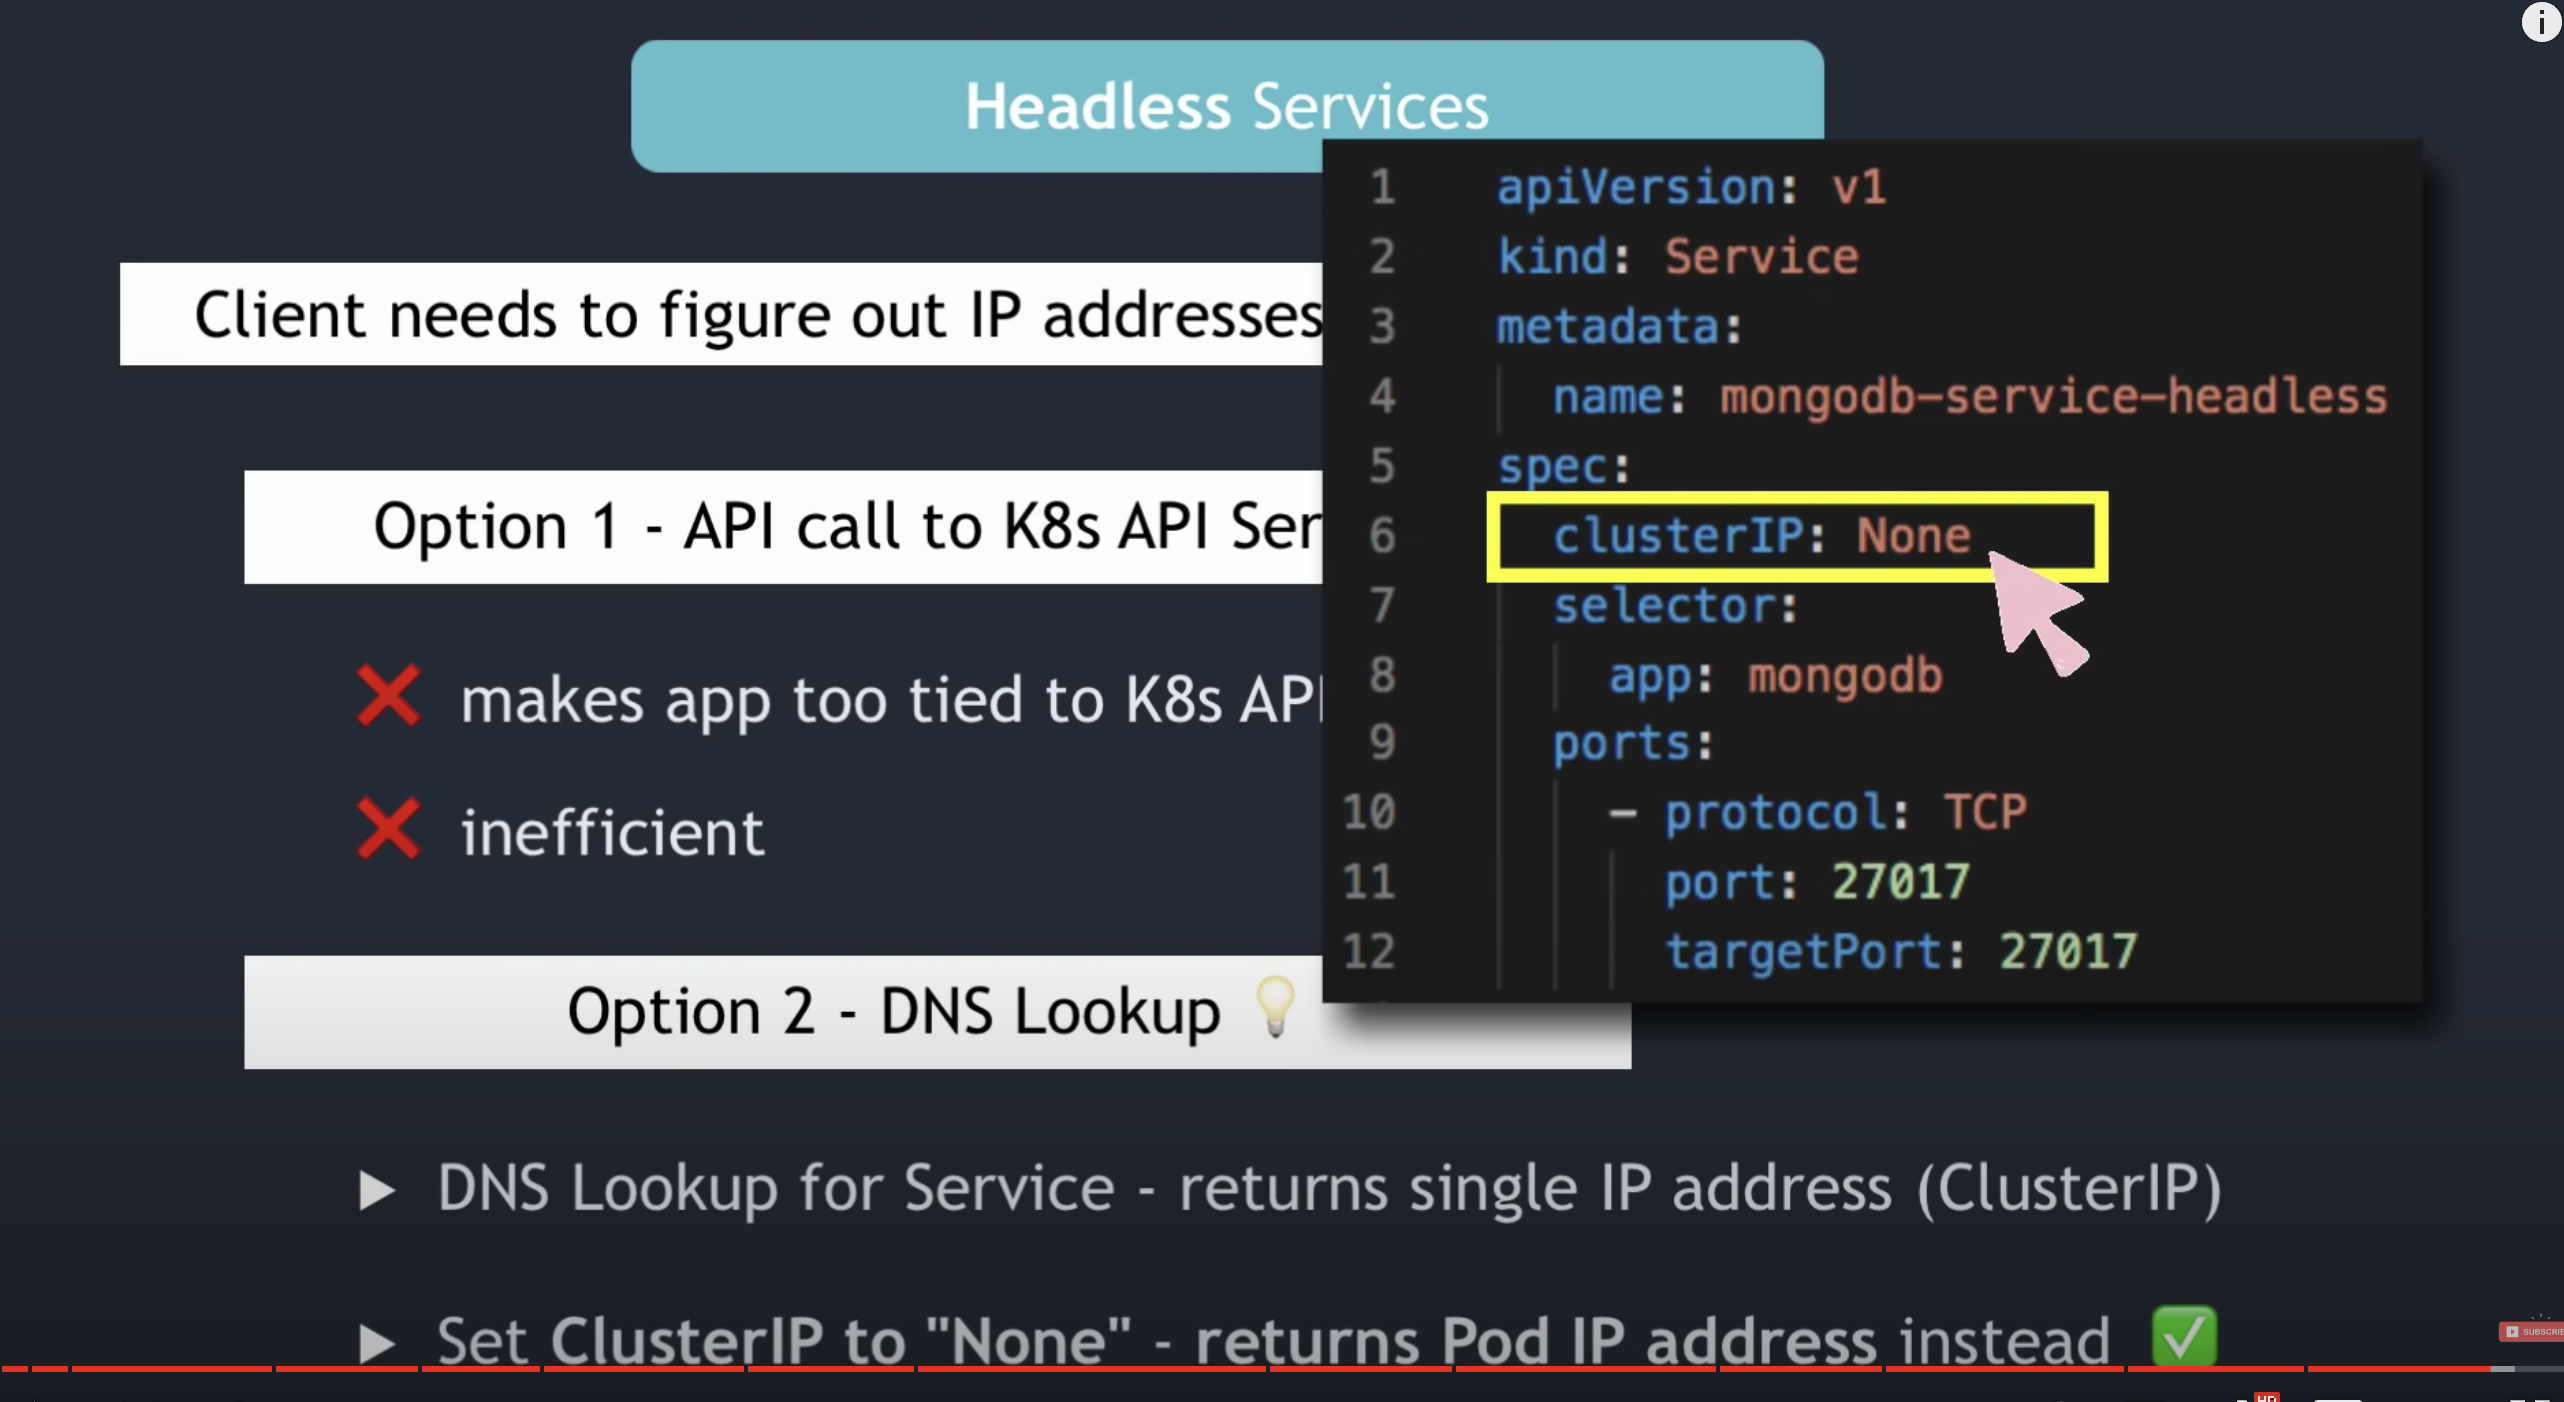 Headless Services
Client needs to figure out IP addresses
Option 1 - API call to K8s API Ser
❌ makes app too tied to K8s API
❌ inefficient
Option 2 - DNS Lookup 💡
▶ DNS Lookup for Service - returns single IP address (ClusterIP)
▶ Set ClusterIP to "None" - returns Pod IP address instead ✅
1 apiVersion: v1
2 kind: Service
3 metadata:
4 name: mongodb-service-headless
5 spec:
6 clusterIP: None
7 selector:
8 app: mongodb
9 ports:
10 - protocol: TCP
11 port: 27017
12 targetPort: 27017
i
SUBSCRIBE
HD